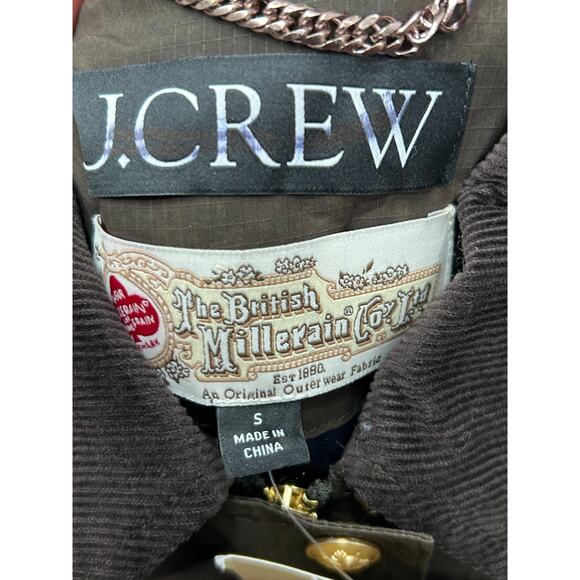 J.CREW
The British
Millerain® Co.y Ltd
EST 1880.
An Original Outerwear Fabric
S
MADE IN
CHINA